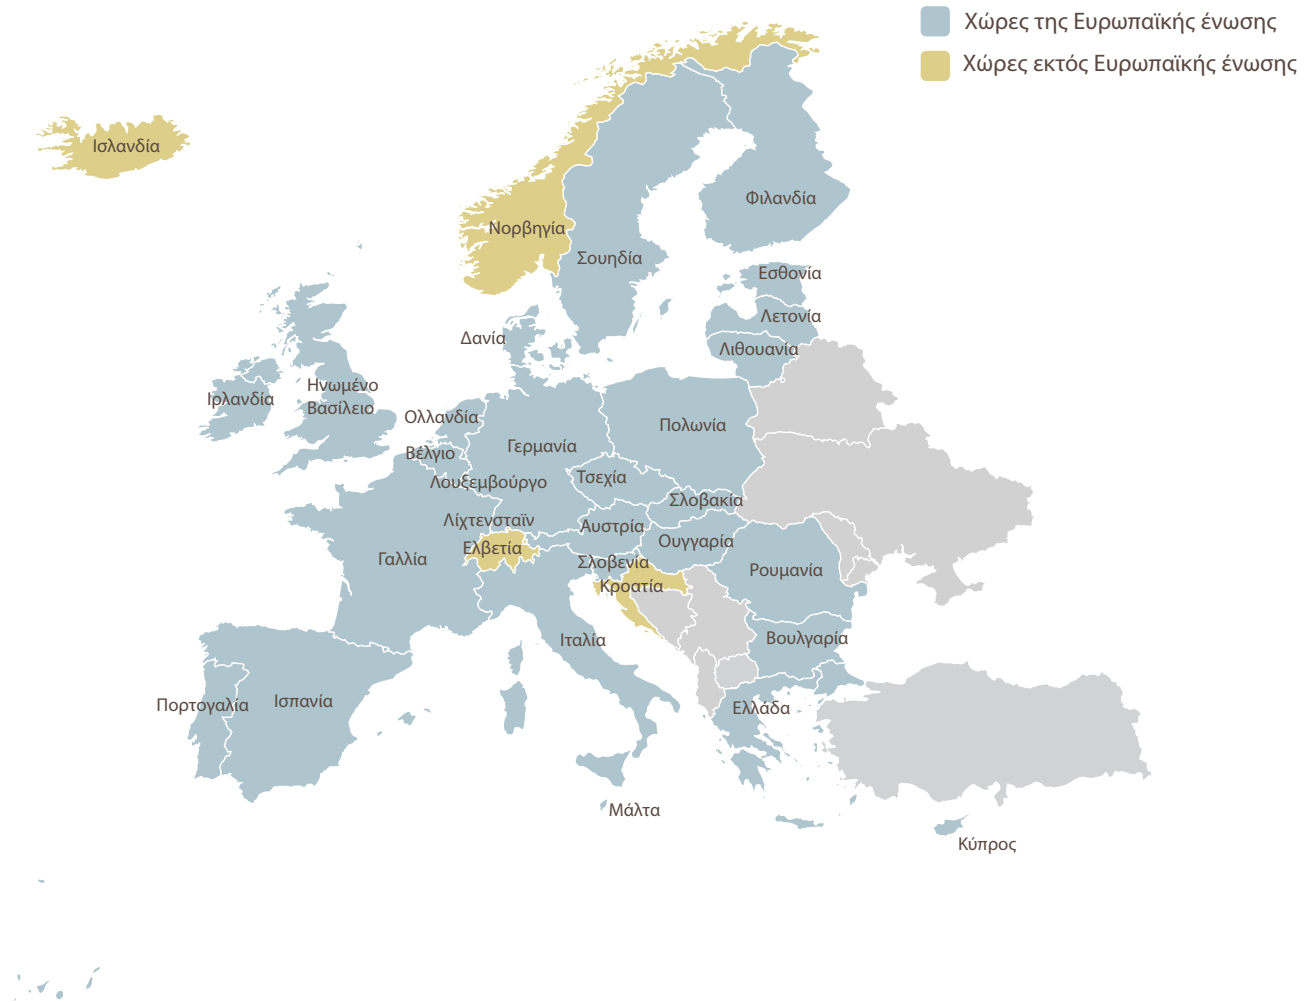 Χώρες της Ευρωπαϊκής ένωσης
Χώρες εκτός Ευρωπαϊκής ένωσης
Ισλανδία
Φιλανδία
Νορβηγία
Σουηδία
Εσθονία
Λετονία
Δανία
Λιθουανία
Ηνωμένο
Βασίλειο
Ιρλανδία
Ολλανδία
Πολωνία
Γερμανία
Βέλγιο
Τσεχία
Λουξεμβούργο
Σλοβακία
Λίχτενσταϊν
Αυστρία
Ουγγαρία
Ελβετία
Γαλλία
Σλοβενία
Ρουμανία
Κροατία
Ιταλία
Βουλγαρία
Πορτογαλία
Ισπανία
Ελλάδα
Μάλτα
Κύπρος